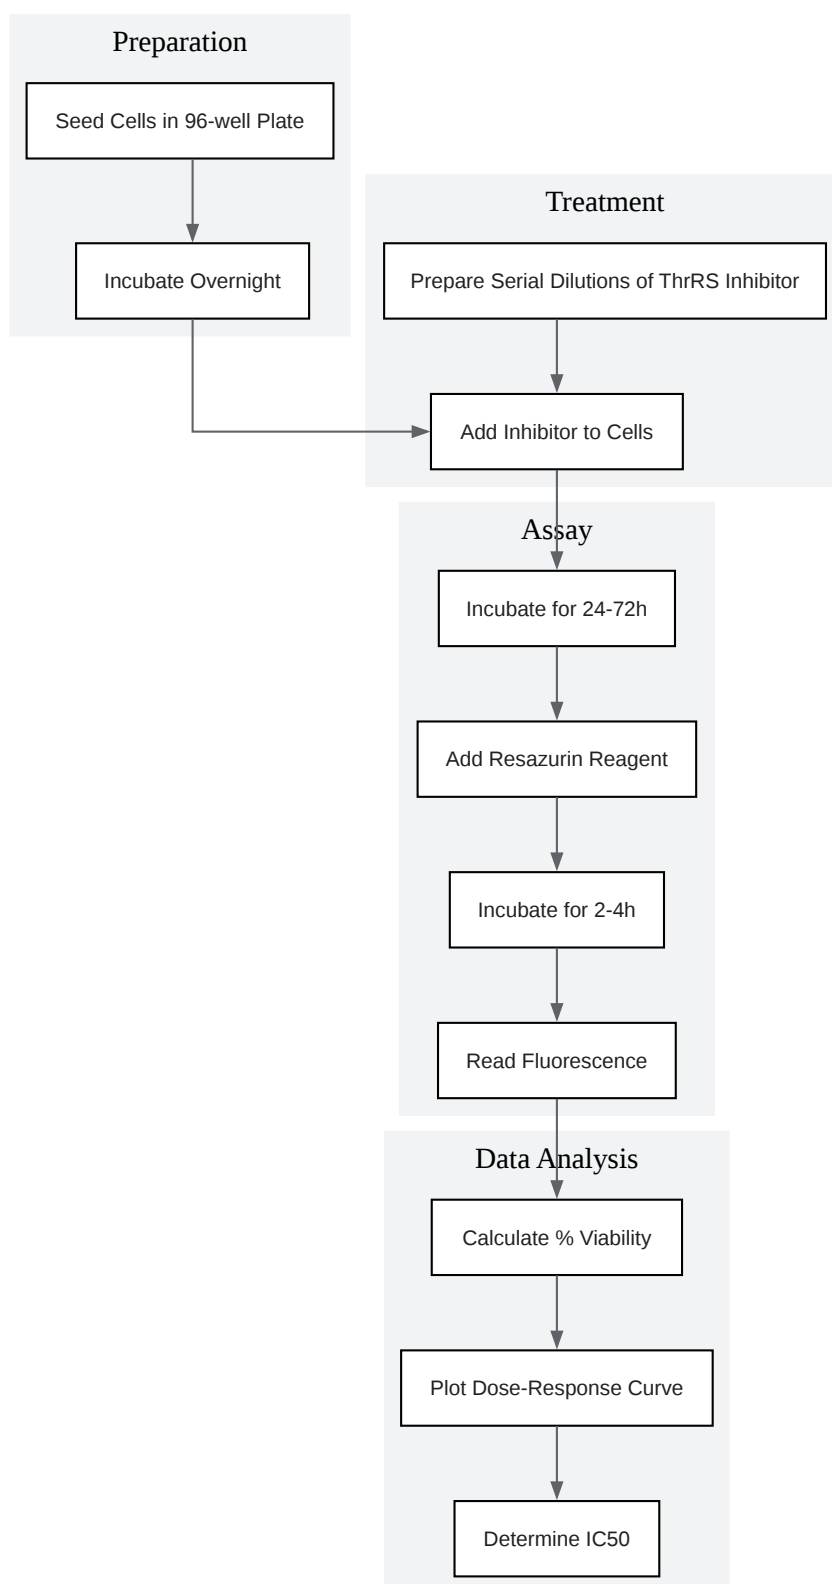 Preparation
Seed Cells in 96-well Plate
Incubate Overnight
Treatment
Prepare Serial Dilutions of ThrRS Inhibitor
Add Inhibitor to Cells
Assay
Incubate for 24-72h
Add Resazurin Reagent
Incubate for 2-4h
Read Fluorescence
Data Analysis
Calculate % Viability
Plot Dose-Response Curve
Determine IC50